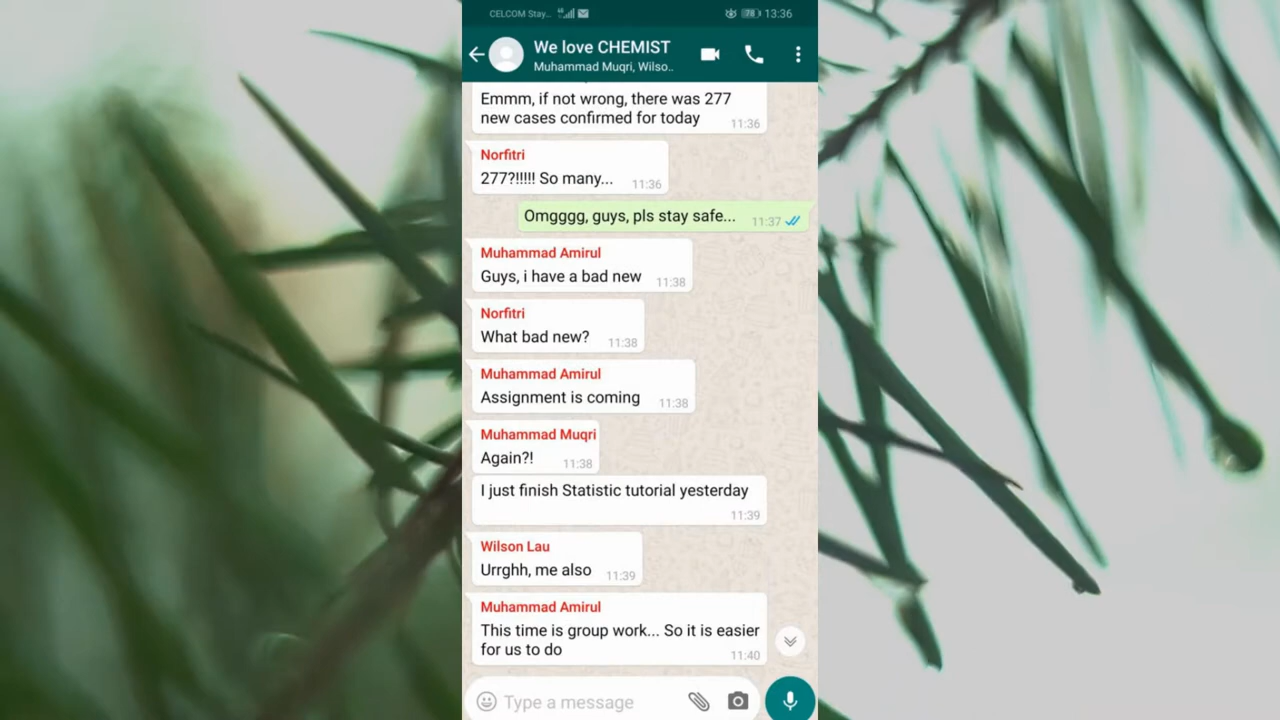 CELCOM Stay.. 78 13:36
We love CHEMIST
Muhammad Muqri, Wilso..
Emmm, if not wrong, there was 277
new cases confirmed for today 11:36
Norfitri
277?!!!!! So many... 11:36
Omgggg, guys, pls stay safe... 11:37
Muhammad Amirul
Guys, i have a bad new 11:38
Norfitri
What bad new? 11:38
Muhammad Amirul
Assignment is coming 11:38
Muhammad Muqri
Again?! 11:38
I just finish Statistic tutorial yesterday
11:39
Wilson Lau
Urrghh, me also 11:39
Muhammad Amirul
This time is group work... So it is easier
for us to do 11:40
Type a message